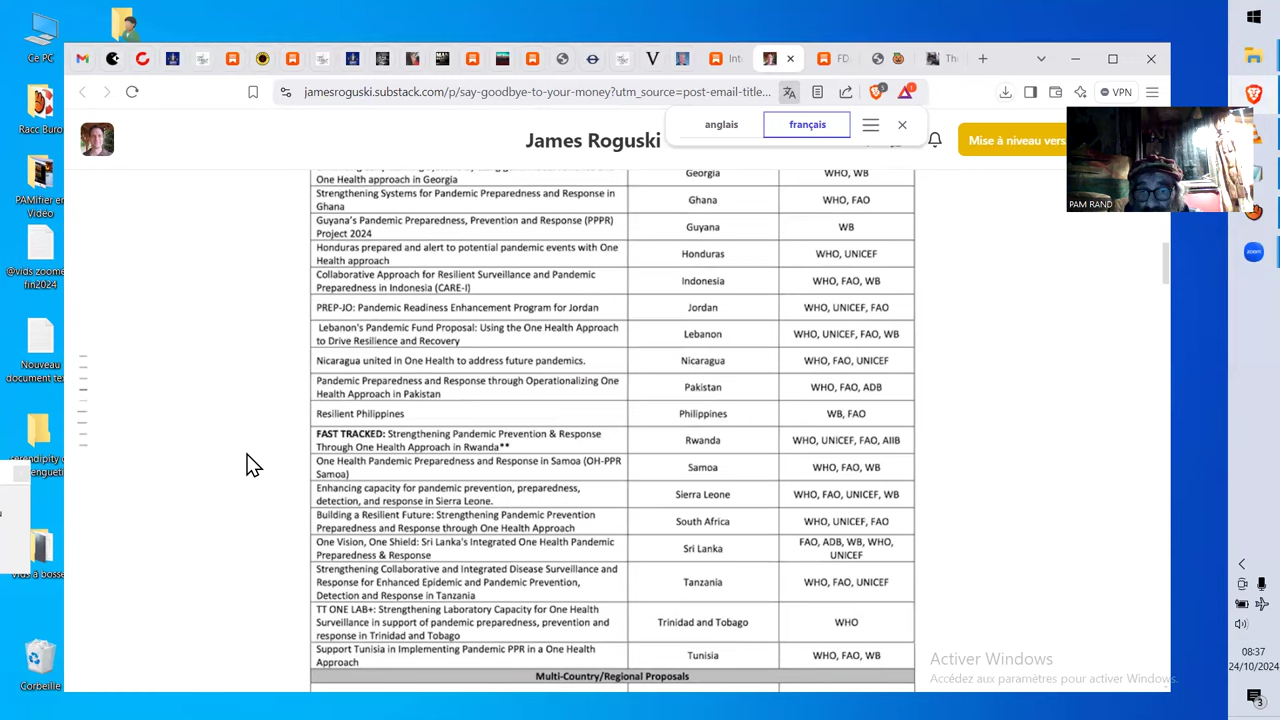 Ce PC
Int
FD
Th
jamesroguski.substack.com/p/say-goodbye-to-your-money?utm_source=post-email-title...
VPN
anglais
français
James Roguski
Mise à niveau vers
PAM RAND
Racc Buro
PAMifier en
Vidéo
@vids zoom
fin2024
Nouveau
document te
Corbeille
zoom
One Health approach in Georgia
Georgia
WHO, WB
Strengthening Systems for Pandemic Preparedness and Response in
Ghana
Ghana
WHO, FAO
Guyana's Pandemic Preparedness, Prevention and Response (PPPR)
Project 2024
Guyana
WB
Honduras prepared and alert to potential pandemic events with One
Health approach
Honduras
WHO, UNICEF
Collaborative Approach for Resilient Surveillance and Pandemic
Preparedness in Indonesia (CARE-I)
Indonesia
WHO, FAO, WB
PREP-JO: Pandemic Readiness Enhancement Program for Jordan
Jordan
WHO, UNICEF, FAO
Lebanon's Pandemic Fund Proposal: Using the One Health Approach
to Drive Resilience and Recovery
Lebanon
WHO, UNICEF, FAO, WB
Nicaragua united in One Health to address future pandemics.
Nicaragua
WHO, FAO, UNICEF
Pandemic Preparedness and Response through Operationalizing One
Health Approach in Pakistan
Pakistan
WHO, FAO, ADB
Resilient Philippines
Philippines
WB, FAO
FAST TRACKED: Strengthening Pandemic Prevention & Response
Through One Health Approach in Rwanda**
Rwanda
WHO, UNICEF, FAO, AIIB
One Health Pandemic Preparedness and Response in Samoa (OH-PPR
Samoa)
Samoa
WHO, FAO, WB
Enhancing capacity for pandemic prevention, preparedness,
detection, and response in Sierra Leone.
Sierra Leone
WHO, FAO, UNICEF, WB
Building a Resilient Future: Strengthening Pandemic Prevention
Preparedness and Response through One Health Approach
South Africa
WHO, UNICEF, FAO
One Vision, One Shield: Sri Lanka's Integrated One Health Pandemic
Preparedness & Response
Sri Lanka
FAO, ADB, WB, WHO,
UNICEF
Strengthening Collaborative and Integrated Disease Surveillance and
Response for Enhanced Epidemic and Pandemic Prevention,
Detection and Response in Tanzania
Tanzania
WHO, FAO, UNICEF
TT ONE LAB+: Strengthening Laboratory Capacity for One Health
Surveillance in support of pandemic preparedness, prevention and
response in Trinidad and Tobago
Trinidad and Tobago
WHO
Support Tunisia in Implementing Pandemic PPR in a One Health
Approach
Tunisia
WHO, FAO, WB
Multi-Country/Regional Proposals
Activer Windows
Accédez aux paramètres pour activer Windows.
08:37
24/10/2024
3